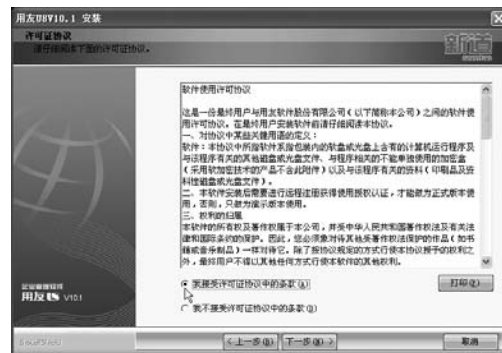 用友U8V10.1 安装
许可证协议
请仔细阅读下面的许可证协议。
新道
软件使用许可协议
这是一份最终用户与用友软件股份有限公司（以下简称本公司）之间的软件使
用许可协议。在最终用户安装软件前请仔细阅读本协议。
一、对协议中某些关键用语的定义：
软件：本协议中所指软件系指包装内的软盘或光盘上含有的计算机运行程序及
与该程序有关的其他磁盘或光盘文件、与程序相关的不能单独使用的加密盒
（采用软加密技术的产品不含此附件）以及与该程序有关的资料（印刷品及资
料性磁盘或光盘文件）。
二、本软件安装后需要进行远程注册获得使用授权认证，才能做为正式版本使
用，否则，只做为演示版本使用。
三、权利的归属
本软件的所有权及著作权属于本公司，并受中华人民共和国著作权法及有关法
律和国际条约的保护。因此，您必须象对待其他受著作权法保护的作品（如书
籍或音乐制品）一样对待它。除了按协议规定的方式行使本协议授予的权利之
外，最终用户不得以其他任何方式行使本软件的其他权利。
我接受许可证协议中的条款(A)
打印(P)
我不接受许可证协议中的条款(D)
企业管理软件
用友 U8 V10.1
InstallShield
<上一步(B) 下一步(N)> 取消